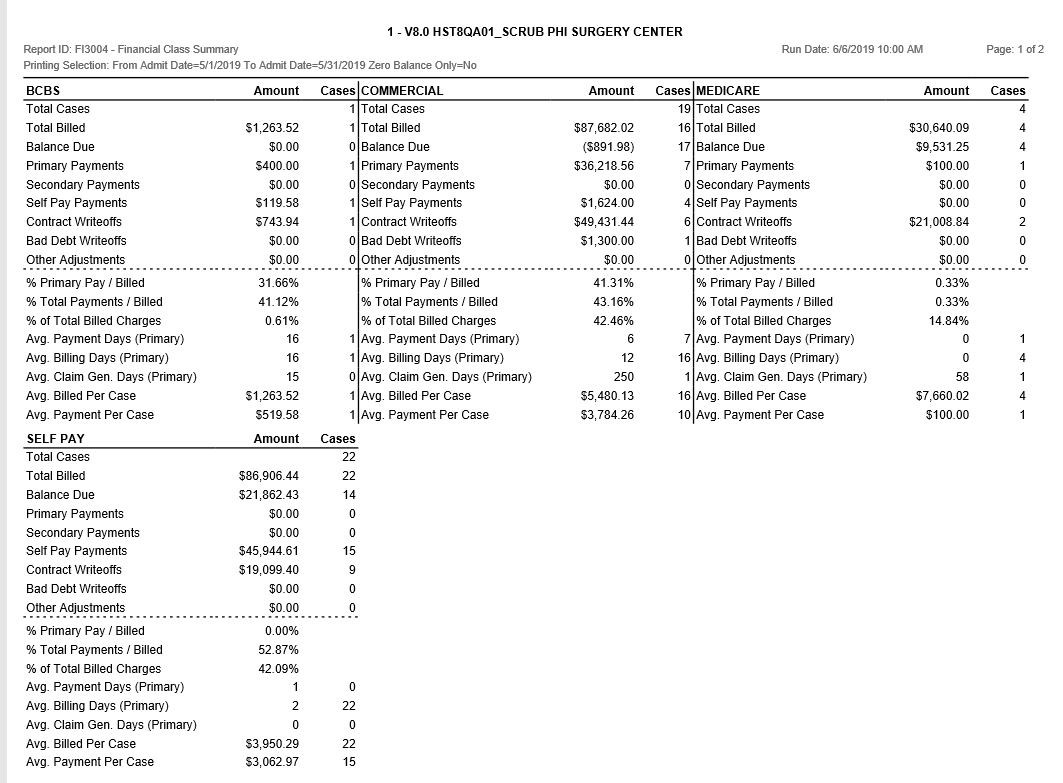 1 - V8.0 HST8QA01_SCRUB PHI SURGERY CENTER
Report ID: FI3004 - Financial Class Summary Run Date: 6/6/2019 10:00 AM Page: 1 of 2
Printing Selection: From Admit Date=5/1/2019 To Admit Date=5/31/2019 Zero Balance Only=No
BCBS Amount Cases COMMERCIAL Amount Cases MEDICARE Amount Cases
Total Cases 1 Total Cases 19 Total Cases 4
Total Billed $1,263.52 1 Total Billed $87,682.02 16 Total Billed $30,640.09 4
Balance Due $0.00 0 Balance Due ($891.98) 17 Balance Due $9,531.25 4
Primary Payments $400.00 1 Primary Payments $36,218.56 7 Primary Payments $100.00 1
Secondary Payments $0.00 0 Secondary Payments $0.00 0 Secondary Payments $0.00 0
Self Pay Payments $119.58 1 Self Pay Payments $1,624.00 4 Self Pay Payments $0.00 0
Contract Writeoffs $743.94 1 Contract Writeoffs $49,431.44 6 Contract Writeoffs $21,008.84 2
Bad Debt Writeoffs $0.00 0 Bad Debt Writeoffs $1,300.00 1 Bad Debt Writeoffs $0.00 0
Other Adjustments $0.00 0 Other Adjustments $0.00 0 Other Adjustments $0.00 0
% Primary Pay / Billed 31.66% % Primary Pay / Billed 41.31% % Primary Pay / Billed 0.33%
% Total Payments / Billed 41.12% % Total Payments / Billed 43.16% % Total Payments / Billed 0.33%
% of Total Billed Charges 0.61% % of Total Billed Charges 42.46% % of Total Billed Charges 14.84%
Avg. Payment Days (Primary) 16 1 Avg. Payment Days (Primary) 6 7 Avg. Payment Days (Primary) 0 1
Avg. Billing Days (Primary) 16 1 Avg. Billing Days (Primary) 12 16 Avg. Billing Days (Primary) 0 4
Avg. Claim Gen. Days (Primary) 15 0 Avg. Claim Gen. Days (Primary) 250 1 Avg. Claim Gen. Days (Primary) 58 1
Avg. Billed Per Case $1,263.52 1 Avg. Billed Per Case $5,480.13 16 Avg. Billed Per Case $7,660.02 4
Avg. Payment Per Case $519.58 1 Avg. Payment Per Case $3,784.26 10 Avg. Payment Per Case $100.00 1
SELF PAY Amount Cases
Total Cases 22
Total Billed $86,906.44 22
Balance Due $21,862.43 14
Primary Payments $0.00 0
Secondary Payments $0.00 0
Self Pay Payments $45,944.61 15
Contract Writeoffs $19,099.40 9
Bad Debt Writeoffs $0.00 0
Other Adjustments $0.00 0
% Primary Pay / Billed 0.00%
% Total Payments / Billed 52.87%
% of Total Billed Charges 42.09%
Avg. Payment Days (Primary) 1 0
Avg. Billing Days (Primary) 2 22
Avg. Claim Gen. Days (Primary) 0 0
Avg. Billed Per Case $3,950.29 22
Avg. Payment Per Case $3,062.97 15